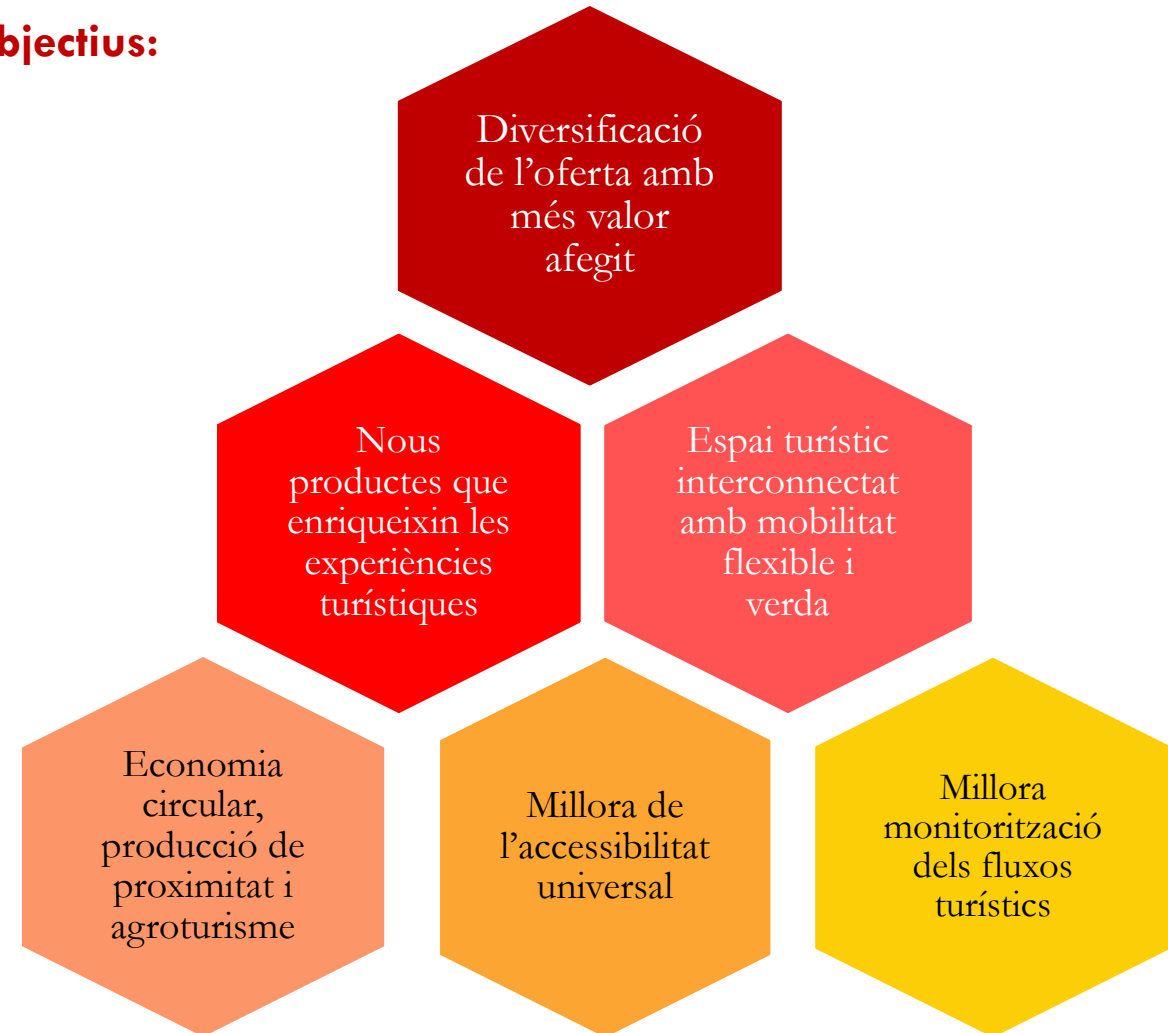 bjectius:
Diversificació
de l’oferta amb
més valor
afegit
Nous
productes que
enriqueixin les
experiències
turístiques
Espai turístic
interconnectat
amb mobilitat
flexible i
verda
Economia
circular,
producció de
proximitat i
agroturisme
Millora de
l’accessibilitat
universal
Millora
monitorització
dels fluxos
turístics